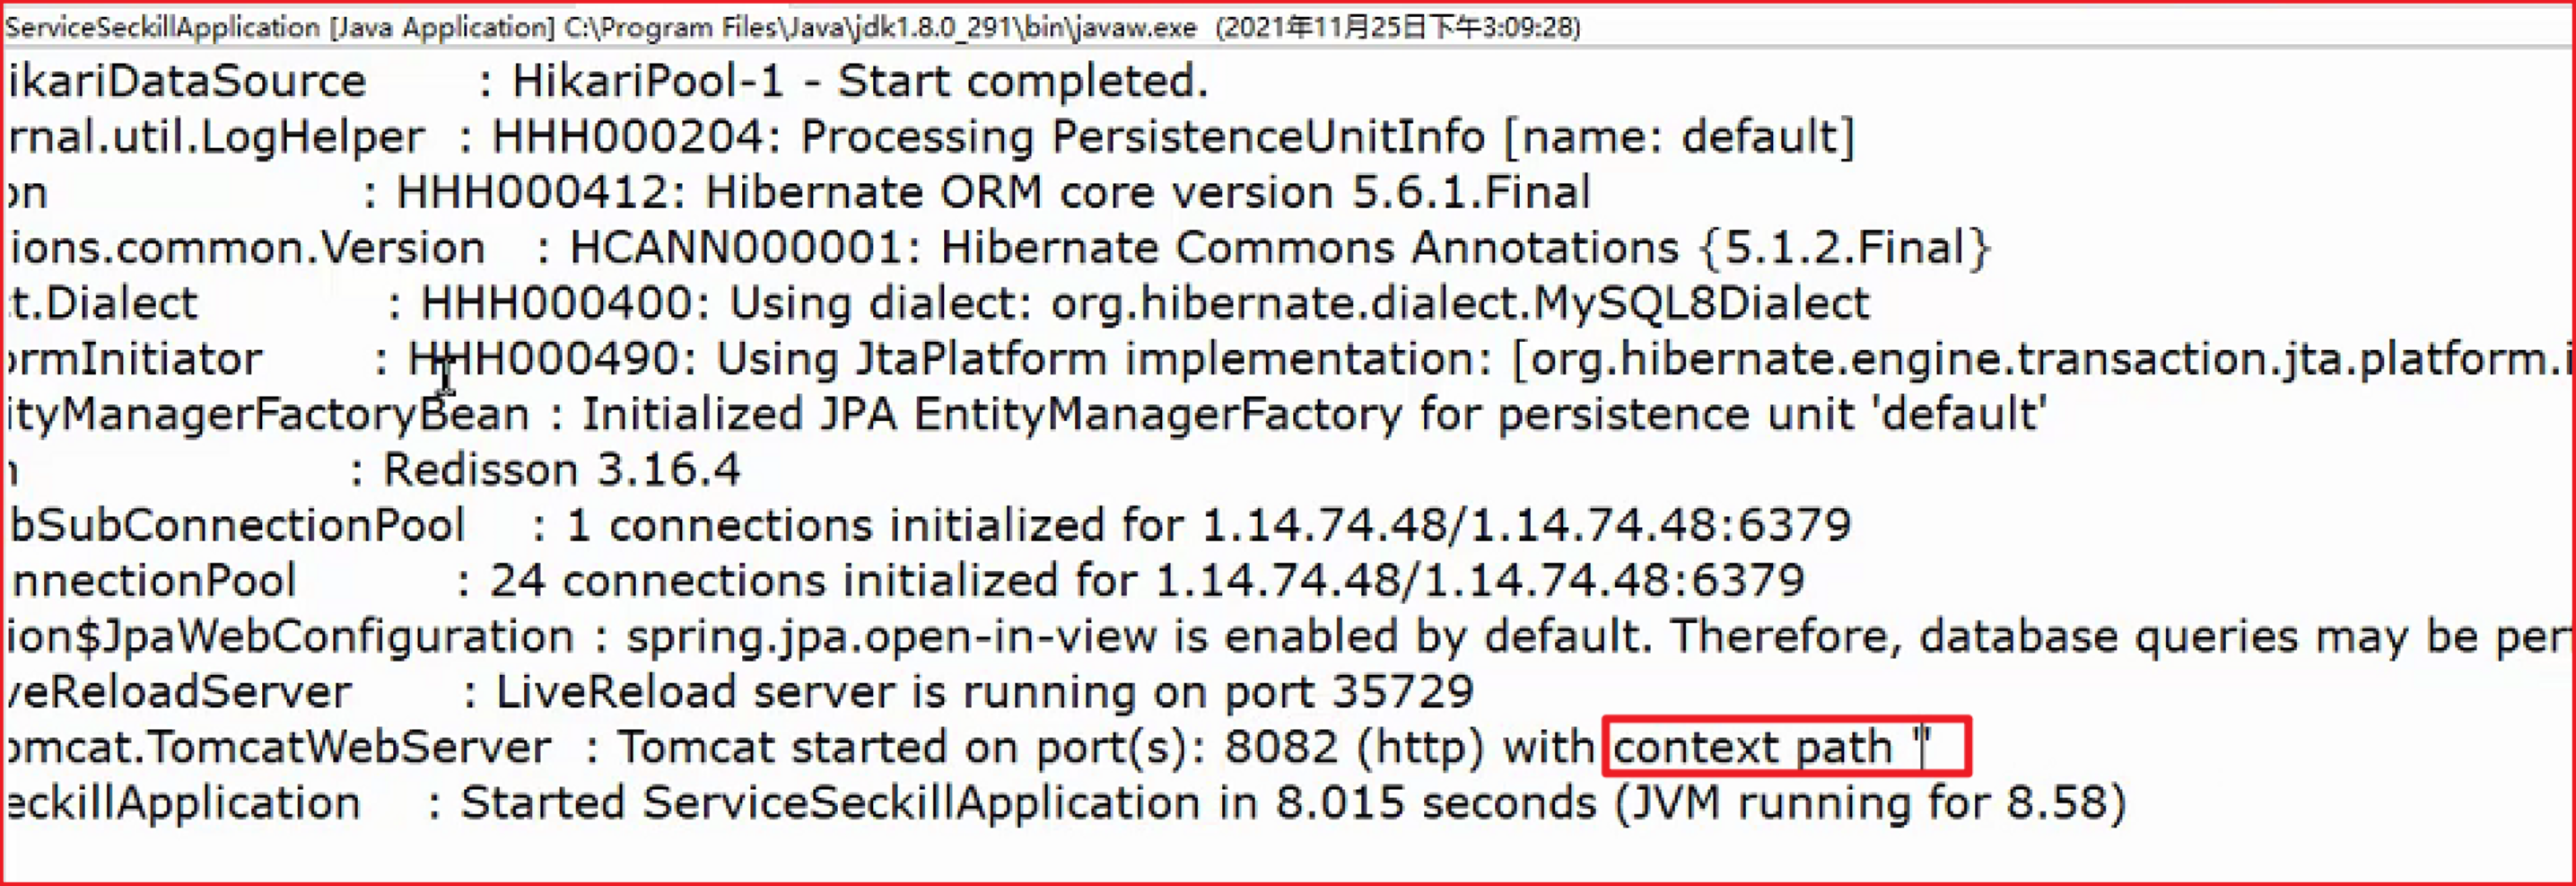 ServiceSeckillApplication [Java Application] C:\Program Files\Java\jdk1.8.0_291\bin\javaw.exe (2021年11月25日下午3:09:28)
ikariDataSource : HikariPool-1 - Start completed.
rnal.util.LogHelper : HHH000204: Processing PersistenceUnitInfo [name: default]
on : HHH000412: Hibernate ORM core version 5.6.1.Final
ions.common.Version : HCANN000001: Hibernate Commons Annotations {5.1.2.Final}
t.Dialect : HHH000400: Using dialect: org.hibernate.dialect.MySQL8Dialect
ormInitiator : HHH000490: Using JtaPlatform implementation: [org.hibernate.engine.transaction.jta.platform.i
ityManagerFactoryBean : Initialized JPA EntityManagerFactory for persistence unit 'default'
n : Redisson 3.16.4
bSubConnectionPool : 1 connections initialized for 1.14.74.48/1.14.74.48:6379
nnectionPool : 24 connections initialized for 1.14.74.48/1.14.74.48:6379
ion$JpaWebConfiguration : spring.jpa.open-in-view is enabled by default. Therefore, database queries may be per
veReloadServer : LiveReload server is running on port 35729
omcat.TomcatWebServer : Tomcat started on port(s): 8082 (http) with context path ''
eckillApplication : Started ServiceSeckillApplication in 8.015 seconds (JVM running for 8.58)